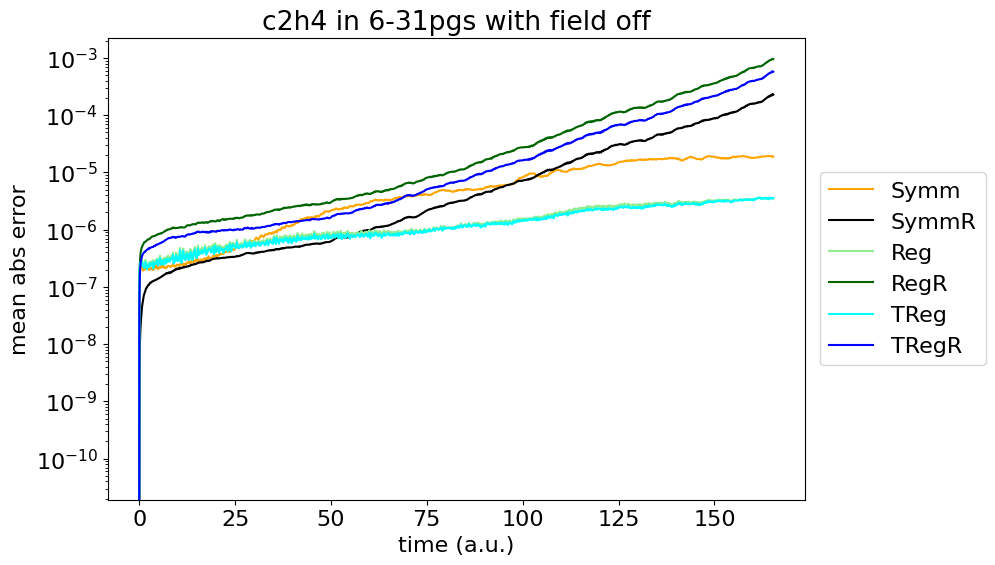 c2h4 in 6-31pgs with field off
mean abs error
10⁻³
10⁻⁴
10⁻⁵
10⁻⁶
10⁻⁷
10⁻⁸
10⁻⁹
10⁻¹⁰
0 25 50 75 100 125 150
time (a.u.)
Symm
SymmR
Reg
RegR
TReg
TRegR